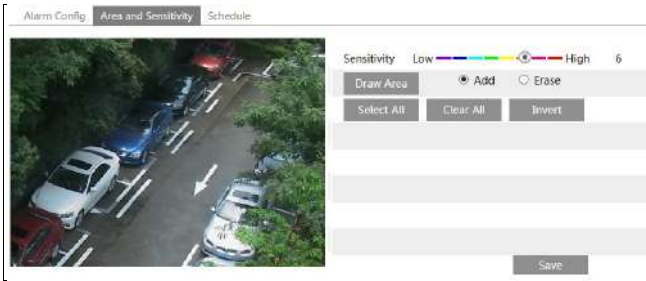 Alarm Config Area and Sensitivity Schedule
Sensitivity Low High 6
Draw Area Add Erase
Select All Clear All Invert
Save